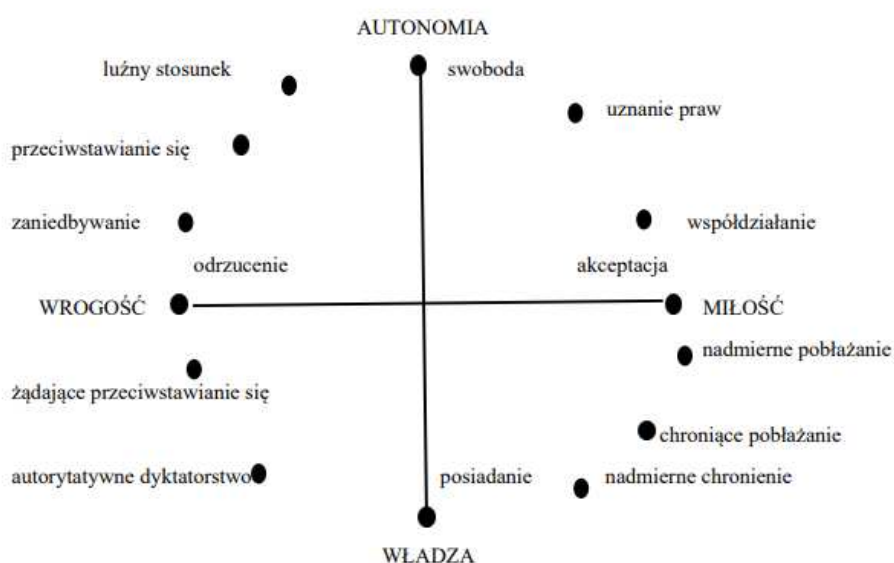 AUTONOMIA
luźny stosunek
swoboda
uznanie praw
przeciwstawianie się
zaniedbywanie
współdziałanie
odrzucenie
akceptacja
WROGOŚĆ
MIŁOŚĆ
nadmierne pobłażanie
żądające przeciwstawianie się
chroniące pobłażanie
autorytatywne dyktatorstwo
posiadanie
nadmierne chronienie
WŁADZA